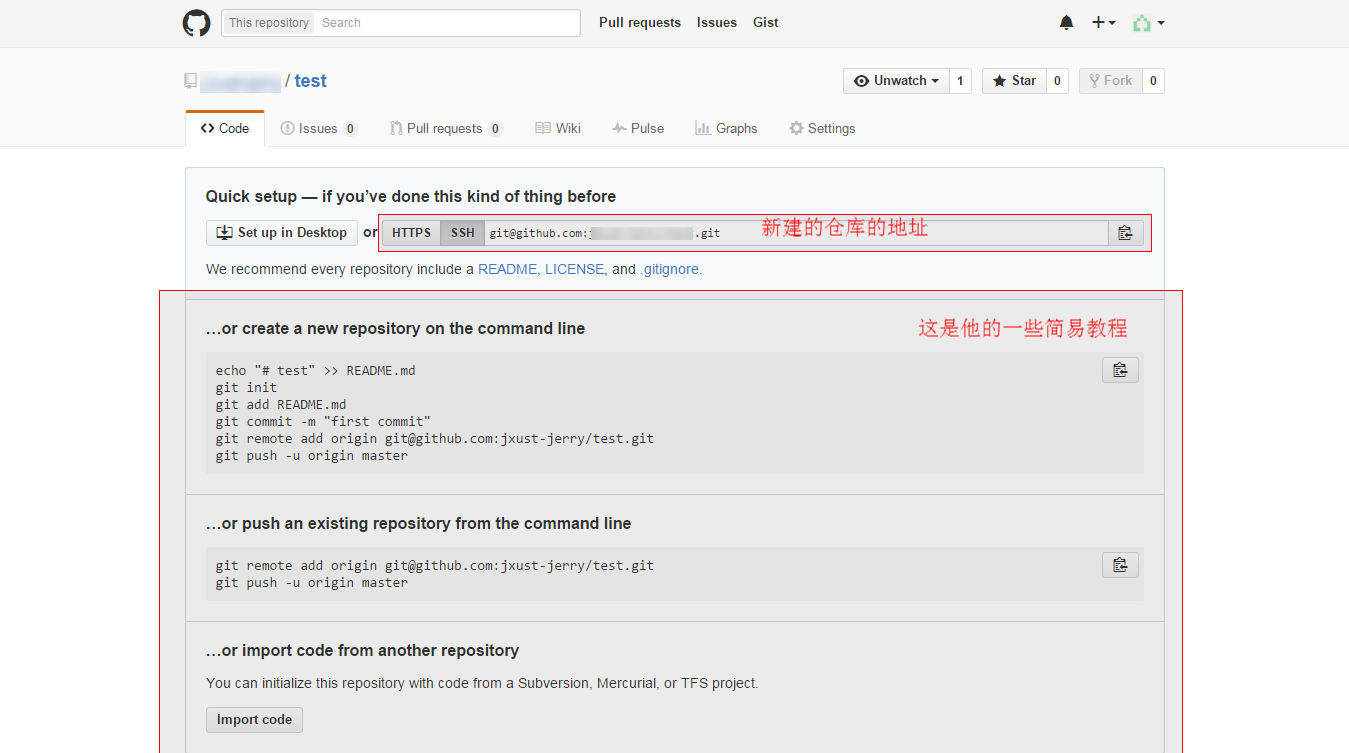 This repository Search Pull requests Issues Gist
/ test
Unwatch 1 Star 0 Fork 0
Code Issues 0 Pull requests 0 Wiki Pulse Graphs Settings
Quick setup — if you’ve done this kind of thing before
Set up in Desktop or HTTPS SSH git@github.com: .git 新建的仓库的地址
We recommend every repository include a README, LICENSE, and .gitignore.
…or create a new repository on the command line
这是他的一些简易教程
echo "# test" >> README.md
git init
git add README.md
git commit -m "first commit"
git remote add origin git@github.com:jxust-jerry/test.git
git push -u origin master
…or push an existing repository from the command line
git remote add origin git@github.com:jxust-jerry/test.git
git push -u origin master
…or import code from another repository
You can initialize this repository with code from a Subversion, Mercurial, or TFS project.
Import code